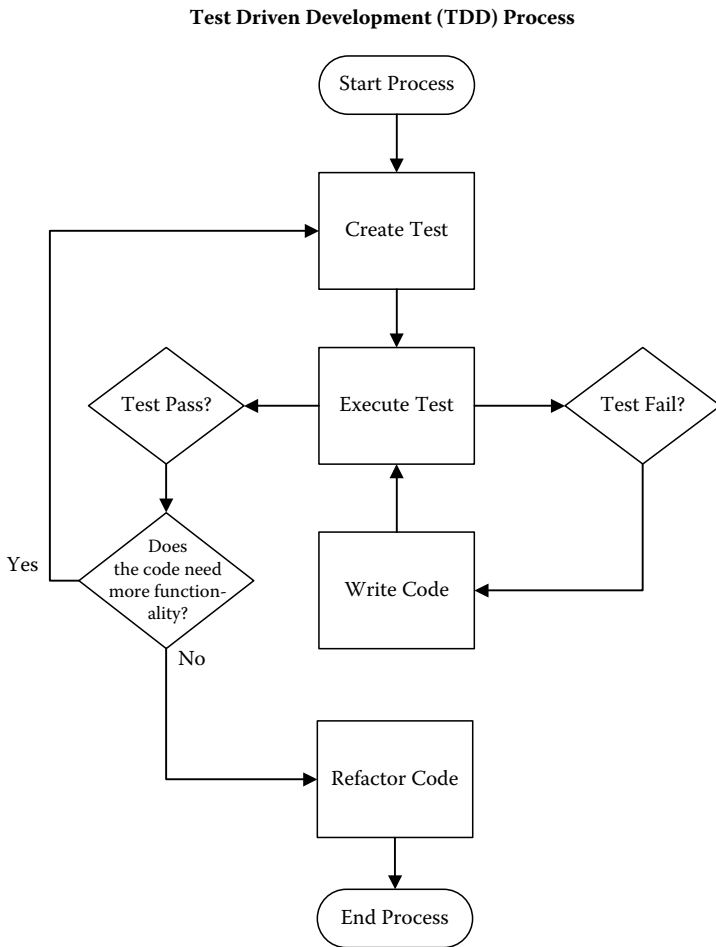 Test Driven Development (TDD) Process
Start Process
Create Test
Test Pass?
Execute Test
Test Fail?
Yes
Does
the code need
more function-
ality?
Write Code
No
Refactor Code
End Process